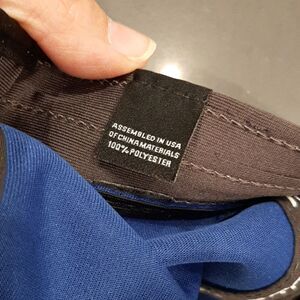 ASSEMBLED IN USA
OF CHINA MATERIALS
100% POLYESTER